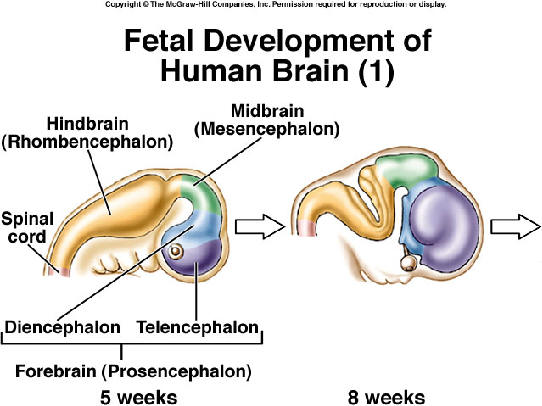 Copyright © The McGraw-Hill Companies, Inc. Permission required for reproduction or display.
Fetal Development of
Human Brain (1)
Hindbrain
(Rhombencephalon)
Midbrain
(Mesencephalon)
Spinal
cord
Diencephalon
Telencephalon
Forebrain (Prosencephalon)
5 weeks
8 weeks